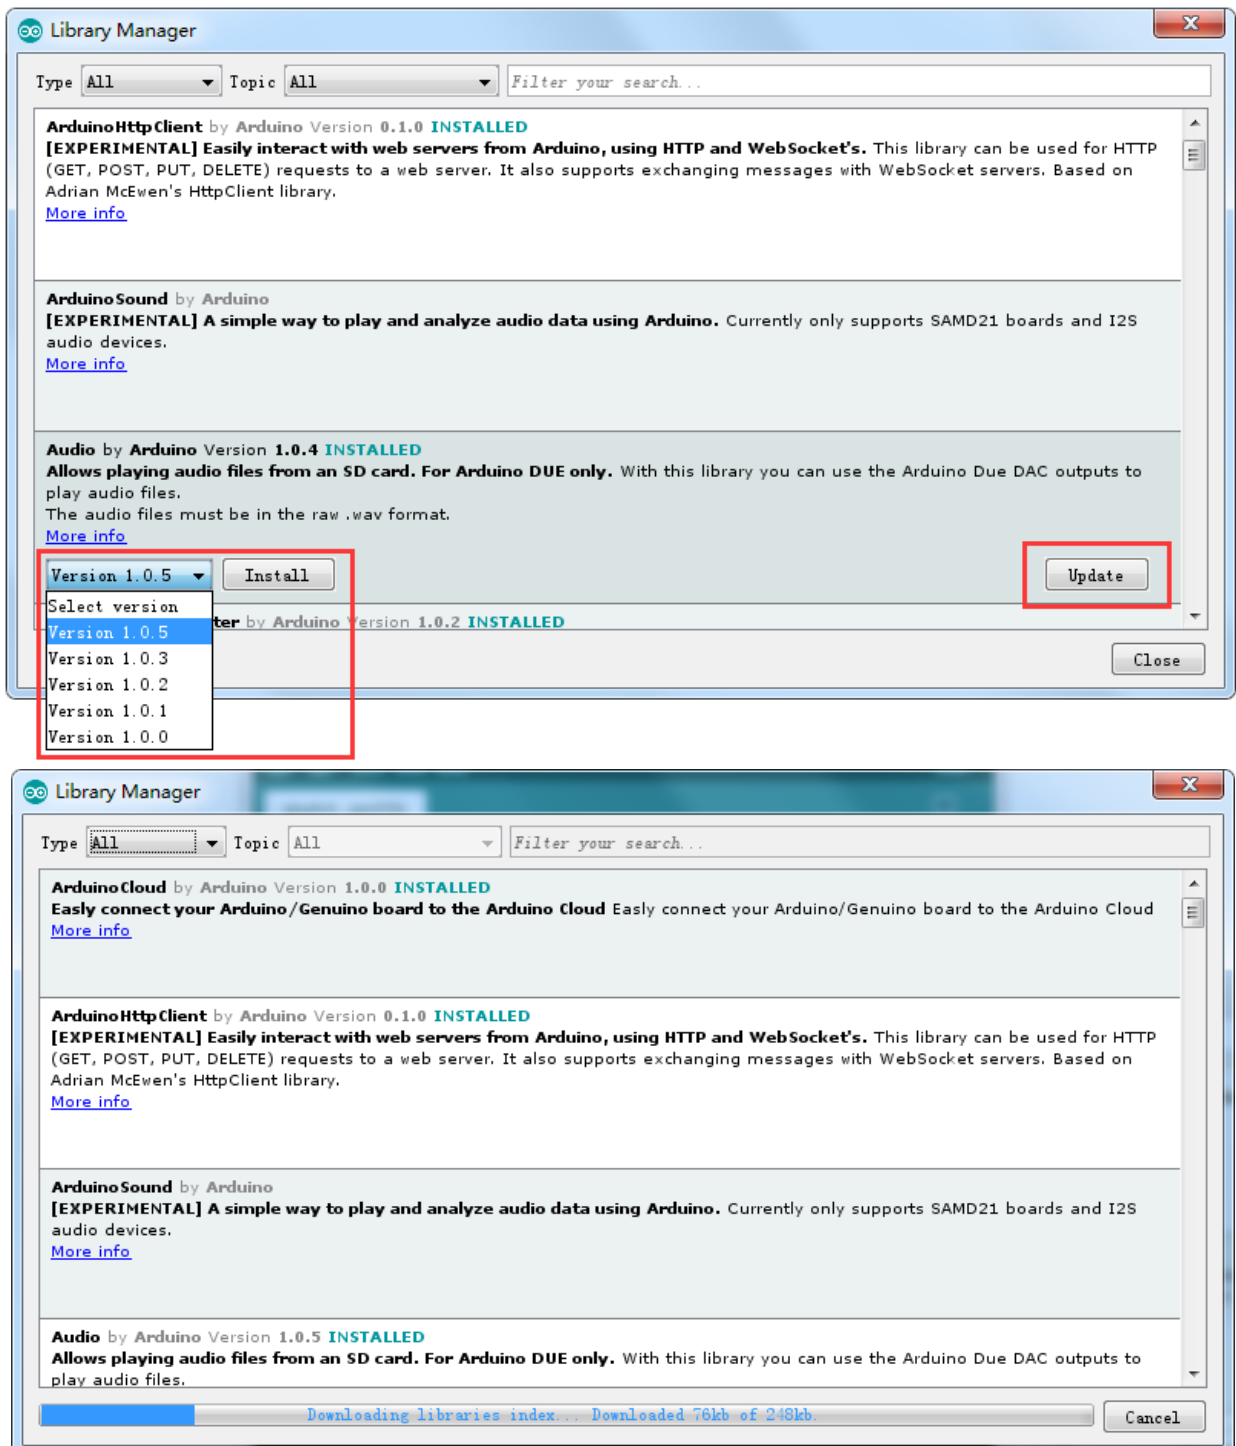 Library Manager
Type All Topic All Filter your search...
ArduinoHttpClient by Arduino Version 0.1.0 INSTALLED
[EXPERIMENTAL] Easily interact with web servers from Arduino, using HTTP and WebSocket's. This library can be used for HTTP
(GET, POST, PUT, DELETE) requests to a web server. It also supports exchanging messages with WebSocket servers. Based on
Adrian McEwen's HttpClient library.
More info
ArduinoSound by Arduino
[EXPERIMENTAL] A simple way to play and analyze audio data using Arduino. Currently only supports SAMD21 boards and I2S
audio devices.
More info
Audio by Arduino Version 1.0.4 INSTALLED
Allows playing audio files from an SD card. For Arduino DUE only. With this library you can use the Arduino Due DAC outputs to
play audio files.
The audio files must be in the raw .wav format.
More info
Version 1.0.5 Install Update
Select version
ter by Arduino Version 1.0.2 INSTALLED
Version 1.0.5
Version 1.0.3 Close
Version 1.0.2
Version 1.0.1
Version 1.0.0
Library Manager
Type All Topic All Filter your search...
ArduinoCloud by Arduino Version 1.0.0 INSTALLED
Easly connect your Arduino/Genuino board to the Arduino Cloud Easly connect your Arduino/Genuino board to the Arduino Cloud
More info
ArduinoHttpClient by Arduino Version 0.1.0 INSTALLED
[EXPERIMENTAL] Easily interact with web servers from Arduino, using HTTP and WebSocket's. This library can be used for HTTP
(GET, POST, PUT, DELETE) requests to a web server. It also supports exchanging messages with WebSocket servers. Based on
Adrian McEwen's HttpClient library.
More info
ArduinoSound by Arduino
[EXPERIMENTAL] A simple way to play and analyze audio data using Arduino. Currently only supports SAMD21 boards and I2S
audio devices.
More info
Audio by Arduino Version 1.0.5 INSTALLED
Allows playing audio files from an SD card. For Arduino DUE only. With this library you can use the Arduino Due DAC outputs to
play audio files.
Downloading libraries index... Downloaded 76kb of 248kb. Cancel